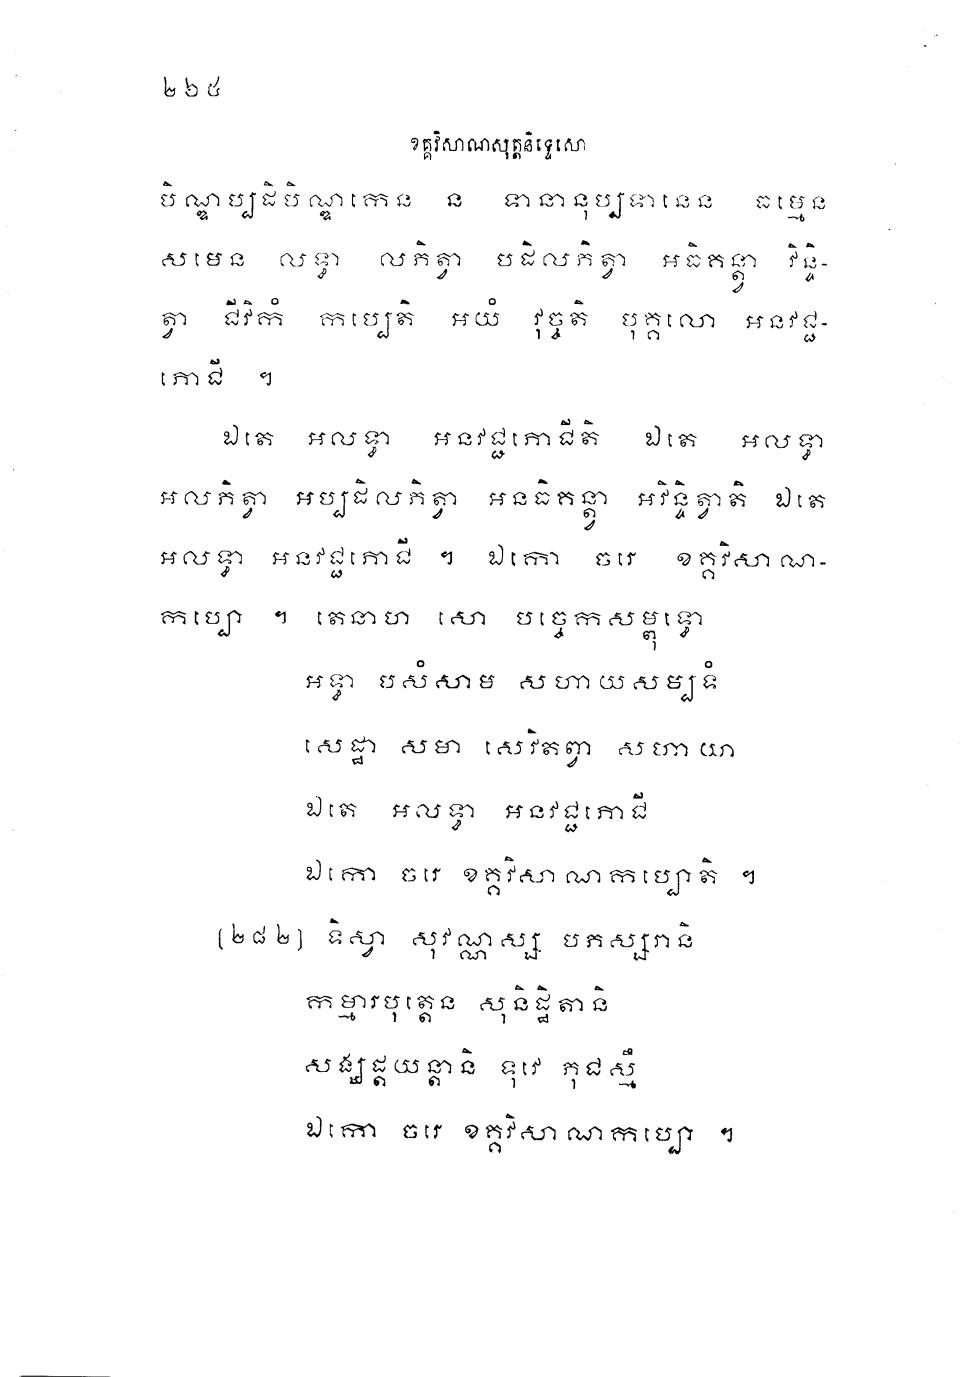 ២៦៥
ខគ្គវិសាណសុត្តនិទ្ទេសោ
បិណ្ឌប្បដិបិណ្ឌកេន ន ទានានុប្បទានេន ធម្មេន
សមេន លទ្ធា លភិត្វា បដិលភិត្វា អធិគន្ត្វា វិន្ទិ-
ត្វា ជីវិកំ កប្បេតិ អយំ វុច្ចតិ បុគ្គលោ អនវជ្ជ-
ភោជី ។
ឯតេ អលទ្ធា អនវជ្ជភោជីតិ ឯតេ អលទ្ធា
អលភិត្វា អប្បដិលភិត្វា អនធិគន្ត្វា អវិន្ទិត្វាតិ ឯតេ
អលទ្ធា អនវជ្ជភោជី ។ ឯកោ ចរេ ខគ្គវិសាណ-
កប្បោ ។ តេនាហ សោ បច្ចេកសម្ពុទ្ធោ
អទ្ធា បសំសាម សហាយសម្បទំ
សេដ្ឋា សមា សេវិតព្វា សហាយា
ឯតេ អលទ្ធា អនវជ្ជភោជី
ឯកោ ចរេ ខគ្គវិសាណកប្បោតិ ។
(២៨២) ទិស្វា សុវណ្ណស្ស បភស្សរានិ
កម្មារបុត្តេន សុនិដ្ឋិតានិ
សង្ឃដ្តយន្តានិ ទុវេ ភុជស្មឹ
ឯកោ ចរេ ខគ្គវិសាណកប្បោ ។